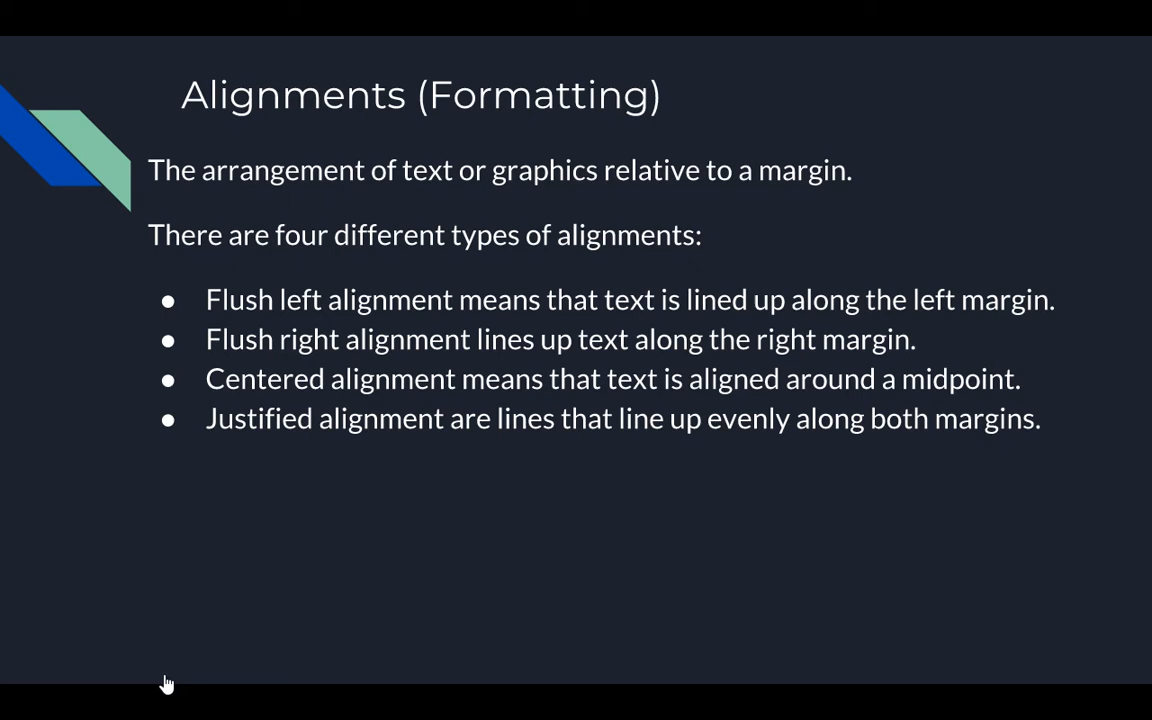 Alignments (Formatting)
The arrangement of text or graphics relative to a margin.
There are four different types of alignments:
● Flush left alignment means that text is lined up along the left margin.
● Flush right alignment lines up text along the right margin.
● Centered alignment means that text is aligned around a midpoint.
● Justified alignment are lines that line up evenly along both margins.